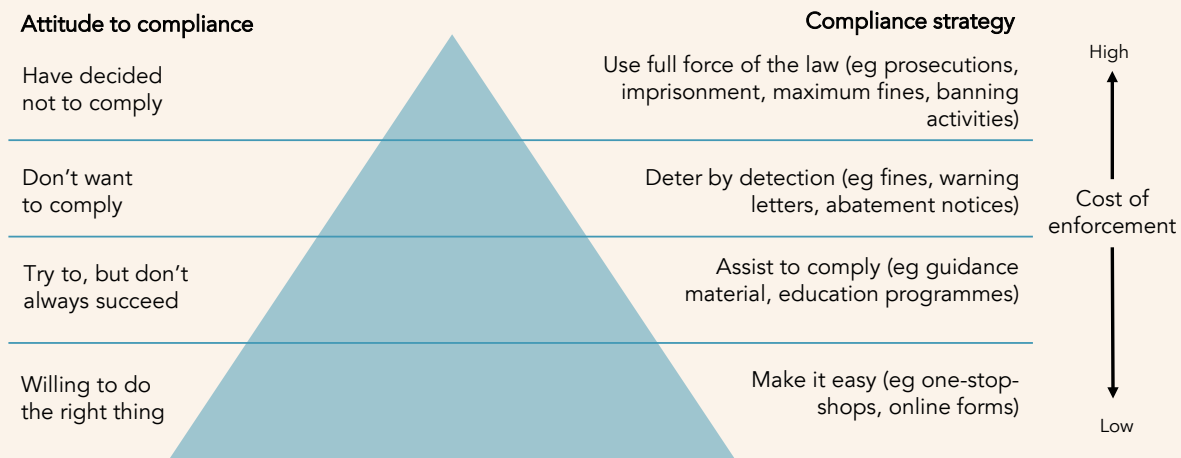 Attitude to compliance
Compliance strategy
Have decided
not to comply
Use full force of the law (eg prosecutions,
imprisonment, maximum fines, banning
activities)
Don't want
to comply
Deter by detection (eg fines, warning
letters, abatement notices)
Try to, but don't
always succeed
Assist to comply (eg guidance
material, education programmes)
Willing to do
the right thing
Make it easy (eg one-stop-
shops, online forms)
High
Cost of
enforcement
Low